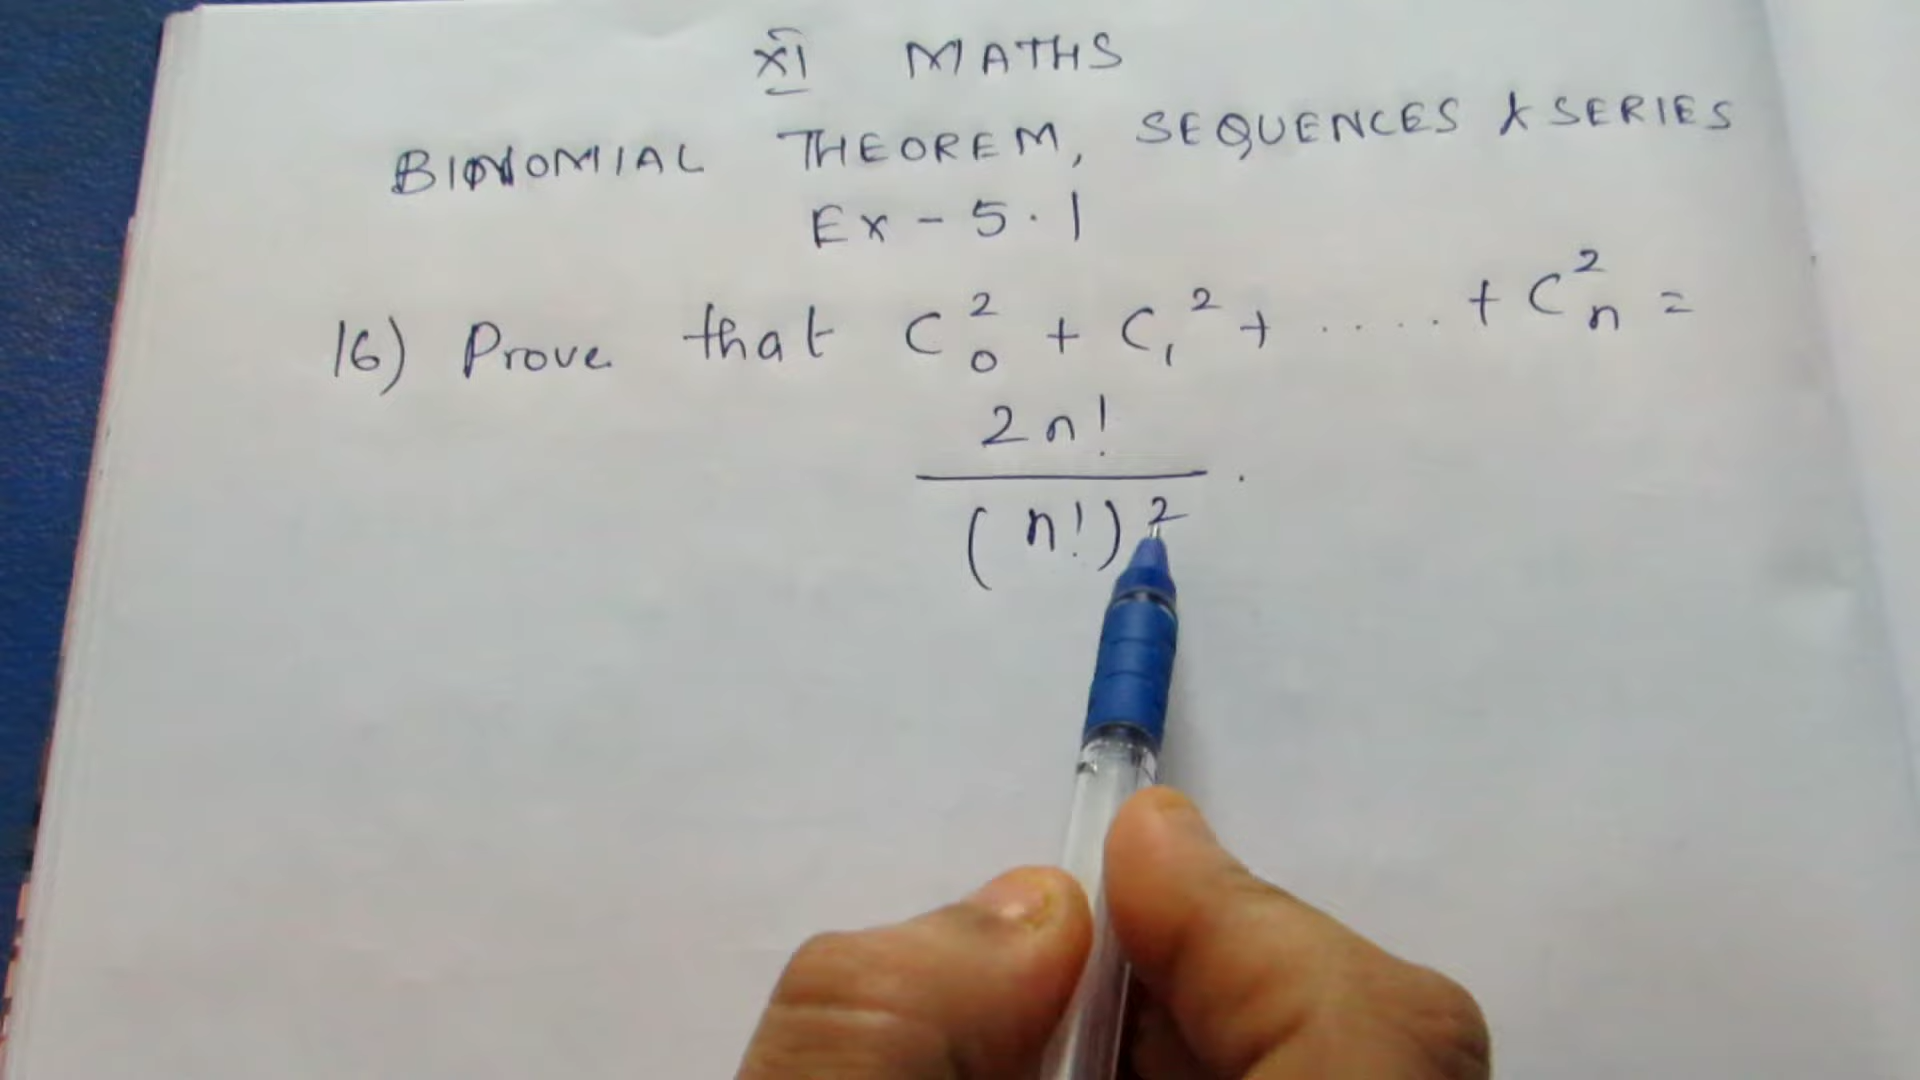 XI MATHS
BINOMIAL THEOREM, SEQUENCES & SERIES
Ex - 5.1
16) Prove that C₀² + C₁² + ..... + Cₙ² =
2n!
(n!)² .